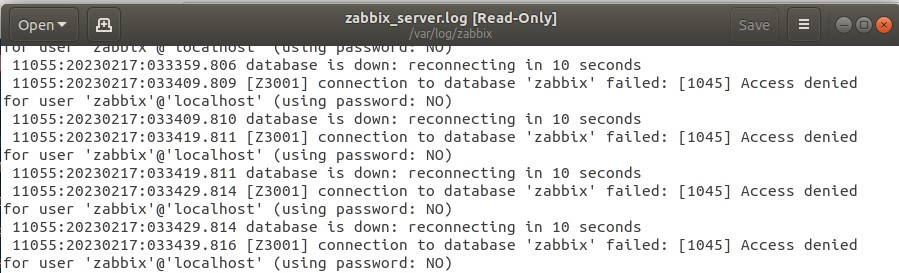 Open
zabbix_server.log [Read-Only]
/var/log/zabbix
Save
for user 'zabbix'@'localhost' (using password: NO)
11055:20230217:033359.806 database is down: reconnecting in 10 seconds
11055:20230217:033409.809 [Z3001] connection to database 'zabbix' failed: [1045] Access denied
for user 'zabbix'@'localhost' (using password: NO)
11055:20230217:033409.810 database is down: reconnecting in 10 seconds
11055:20230217:033419.811 [Z3001] connection to database 'zabbix' failed: [1045] Access denied
for user 'zabbix'@'localhost' (using password: NO)
11055:20230217:033419.811 database is down: reconnecting in 10 seconds
11055:20230217:033429.814 [Z3001] connection to database 'zabbix' failed: [1045] Access denied
for user 'zabbix'@'localhost' (using password: NO)
11055:20230217:033429.814 database is down: reconnecting in 10 seconds
11055:20230217:033439.816 [Z3001] connection to database 'zabbix' failed: [1045] Access denied
for user 'zabbix'@'localhost' (using password: NO)